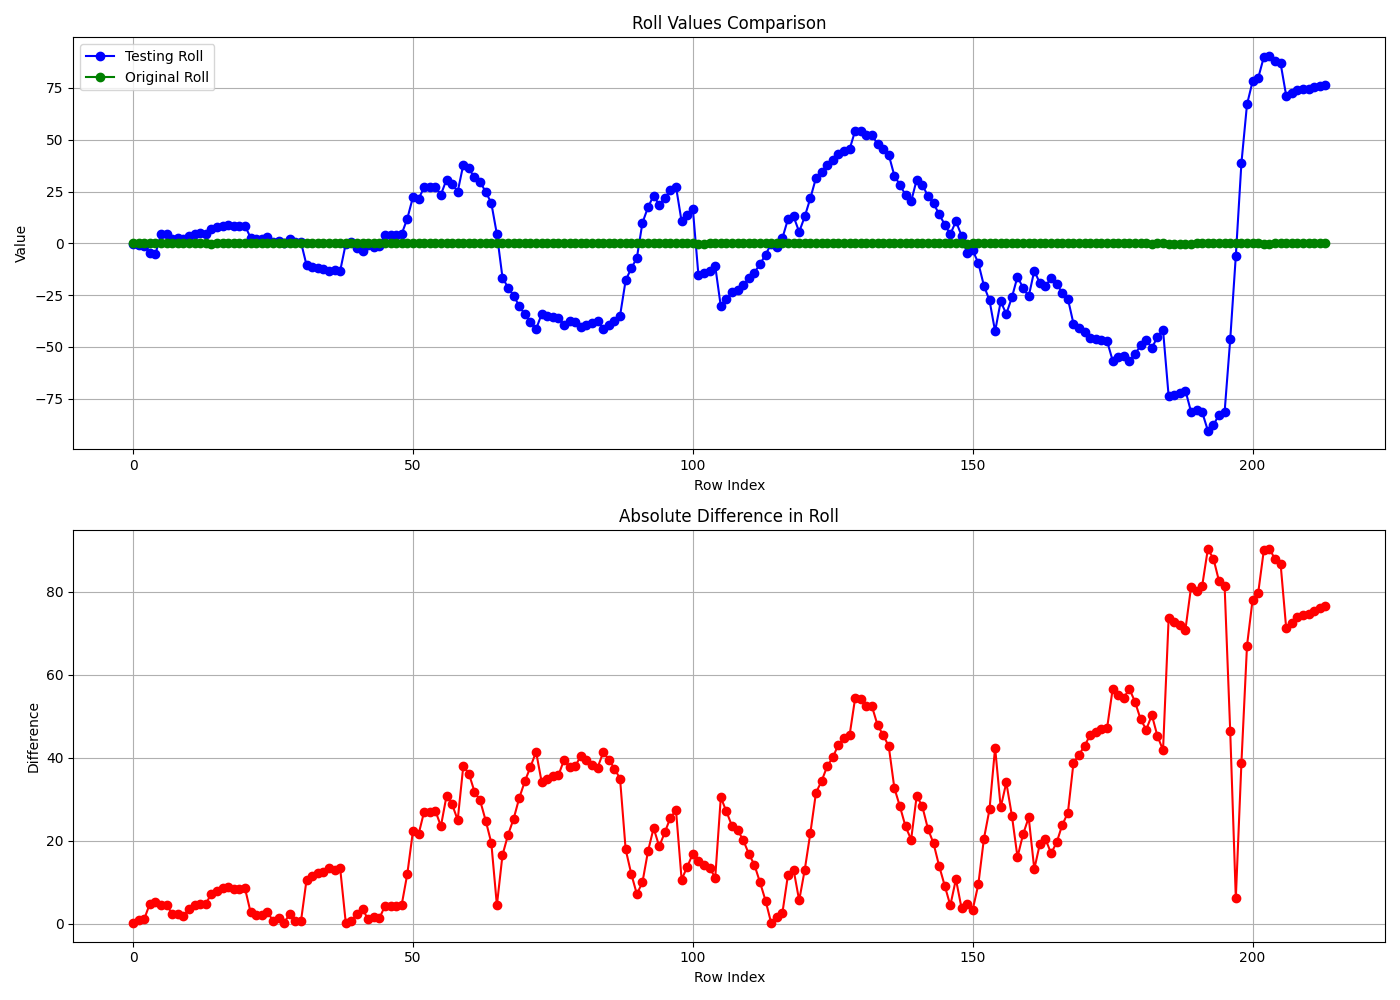 Roll Values Comparison
Testing Roll
Original Roll
Value
75
50
25
0
−25
−50
−75
0 50 100 150 200
Row Index
Absolute Difference in Roll
Difference
80
60
40
20
0
0 50 100 150 200
Row Index